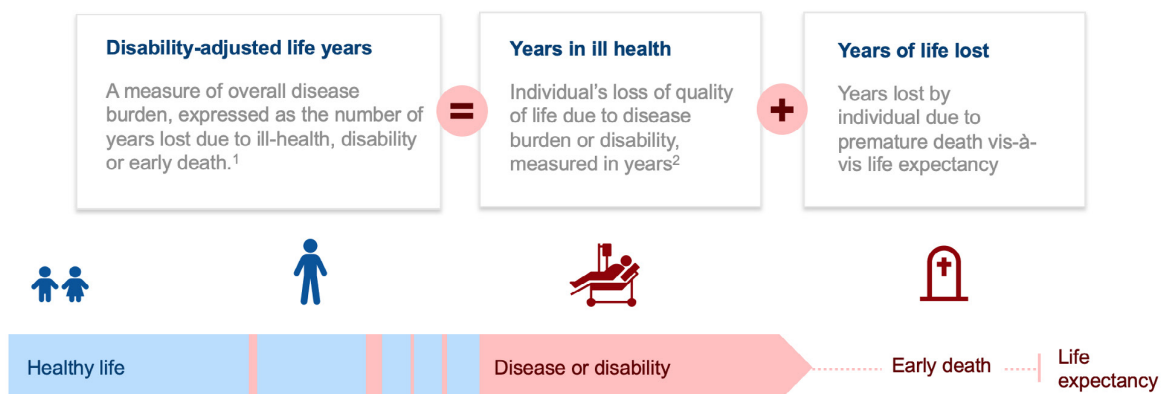 Disability-adjusted life years
A measure of overall disease
burden, expressed as the number of
years lost due to ill-health, disability
or early death.1
=
Years in ill health
Individual’s loss of quality
of life due to disease
burden or disability,
measured in years2
+
Years of life lost
Years lost by
individual due to
premature death vis-à-
vis life expectancy
Healthy life
Disease or disability
Early death
Life
expectancy